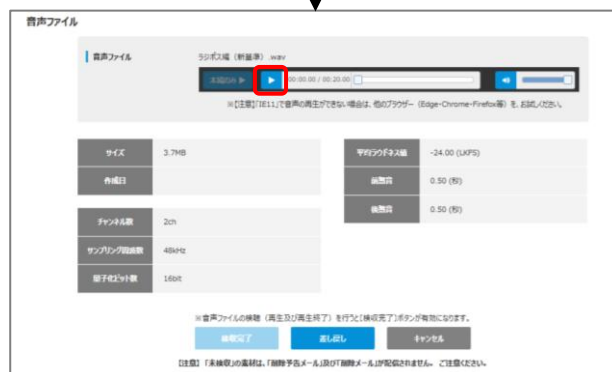 音声ファイル
音声ファイル
ラジオス編（新基準）.wav
00:00.00 / 00:20.00
※【注意】「IE11」で音声の再生ができない場合は、他のブラウザー（Edge・Chrome・Firefox等）を、お試しください。
サイズ 3.7MB
作成日
平均ラウドネス値 -24.00 (LKFS)
前無音 0.50 (秒)
後無音 0.50 (秒)
チャンネル数 2ch
サンプリング周波数 48kHz
量子化ビット数 16bit
※音声ファイルの検聴（再生及び再生終了）を行うと【検収完了】ボタンが有効になります。
検収完了 差し戻し キャンセル
【注意】「未検収」の素材は、「削除予告メール」及び「削除メール」が配信されません。ご注意ください。